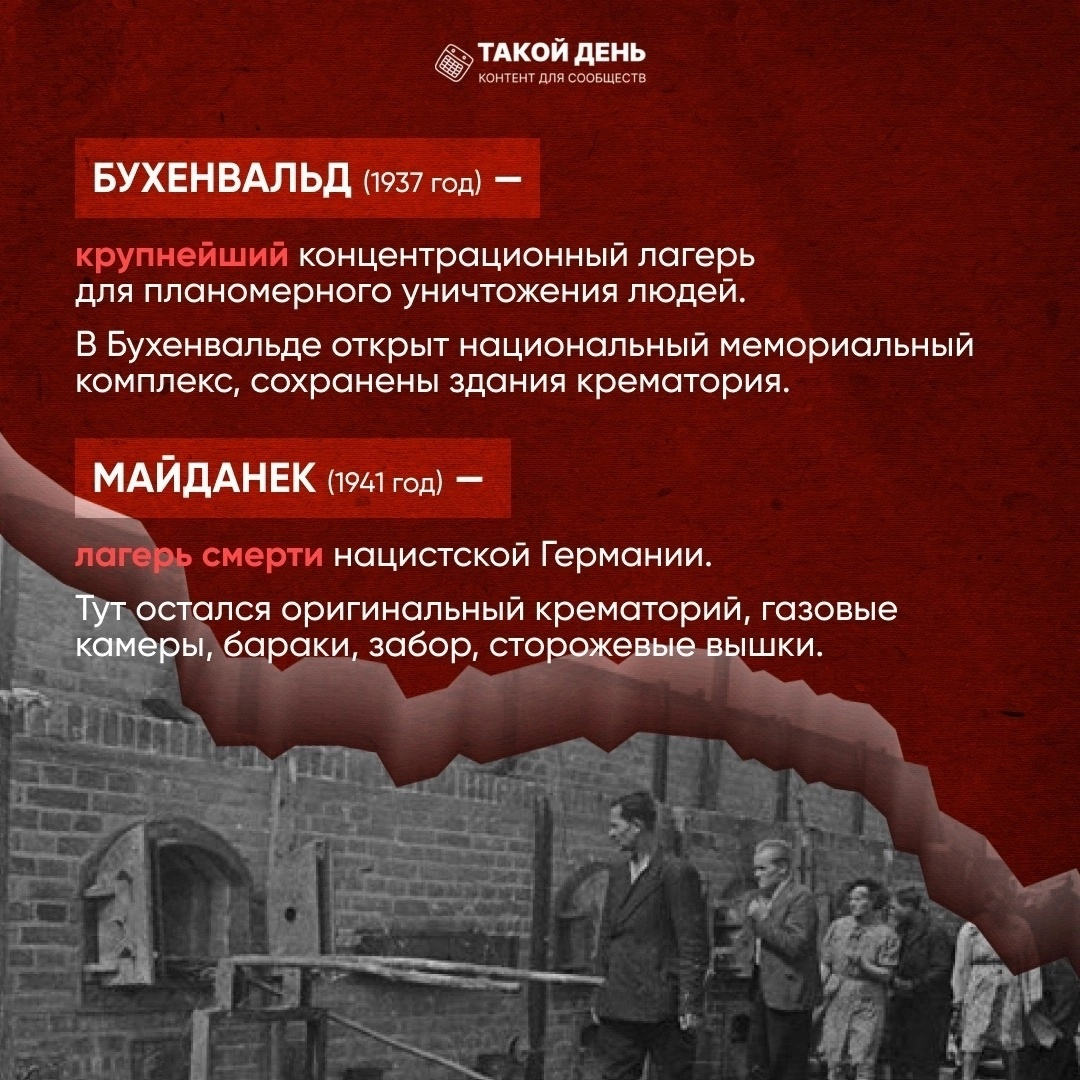 ТАКОЙ ДЕНЬ
КОНТЕНТ ДЛЯ СООБЩЕСТВ
БУХЕНВАЛЬД (1937 год) —
крупнейший концентрационный лагерь
для планомерного уничтожения людей.
В Бухенвальде открыт национальный мемориальный
комплекс, сохранены здания крематория.
МАЙДАНЕК (1941 год) —
лагерь смерти нацистской Германии.
Тут остался оригинальный крематорий, газовые
камеры, бараки, забор, сторожевые вышки.